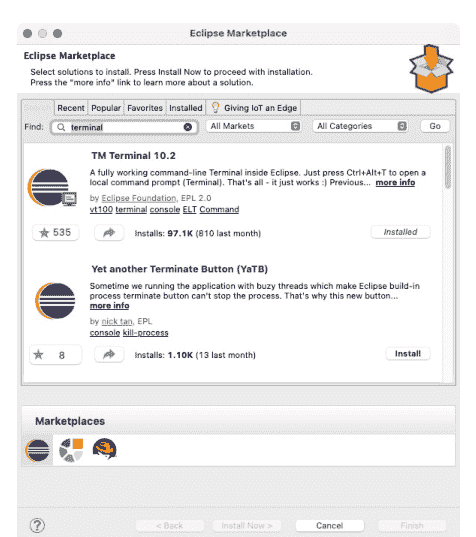 Eclipse Marketplace
Eclipse Marketplace
Select solutions to install. Press Install Now to proceed with installation.
Press the "more info" link to learn more about a solution.
Search Recent Popular Favorites Installed Giving IoT an Edge
Find: terminal All Markets All Categories Go
TM Terminal 10.2
A fully working command-line Terminal inside Eclipse. Just press Ctrl+Alt+T to open a
local command prompt (Terminal). That's all - it just works :) Previous... more info
by Eclipse Foundation, EPL 2.0
vt100 terminal console ELT Command
535 Installs: 97.1K (810 last month) Installed
Yet another Terminate Button (YaTB)
Sometime we running the application with buzy threads which make Eclipse build-in
process terminate button can't stop the process. That's why this new button...
more info
by nick tan, EPL
console kill-process
8 Installs: 1.10K (13 last month) Install
Marketplaces
? < Back Install Now > Cancel Finish